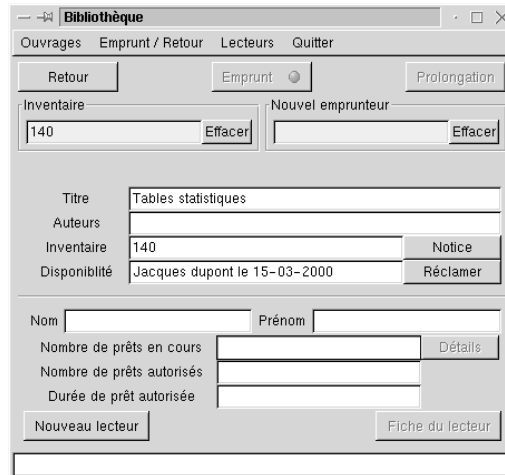 Bibliothèque
Ouvrages Emprunt / Retour Lecteurs Quitter
Retour Emprunt Prolongation
Inventaire Nouvel emprunteur
140 Effacer Effacer
Titre Tables statistiques
Auteurs
Inventaire 140 Notice
Disponiblité Jacques dupont le 15-03-2000 Réclamer
Nom Prénom
Nombre de prêts en cours Détails
Nombre de prêts autorisés
Durée de prêt autorisée
Nouveau lecteur Fiche du lecteur